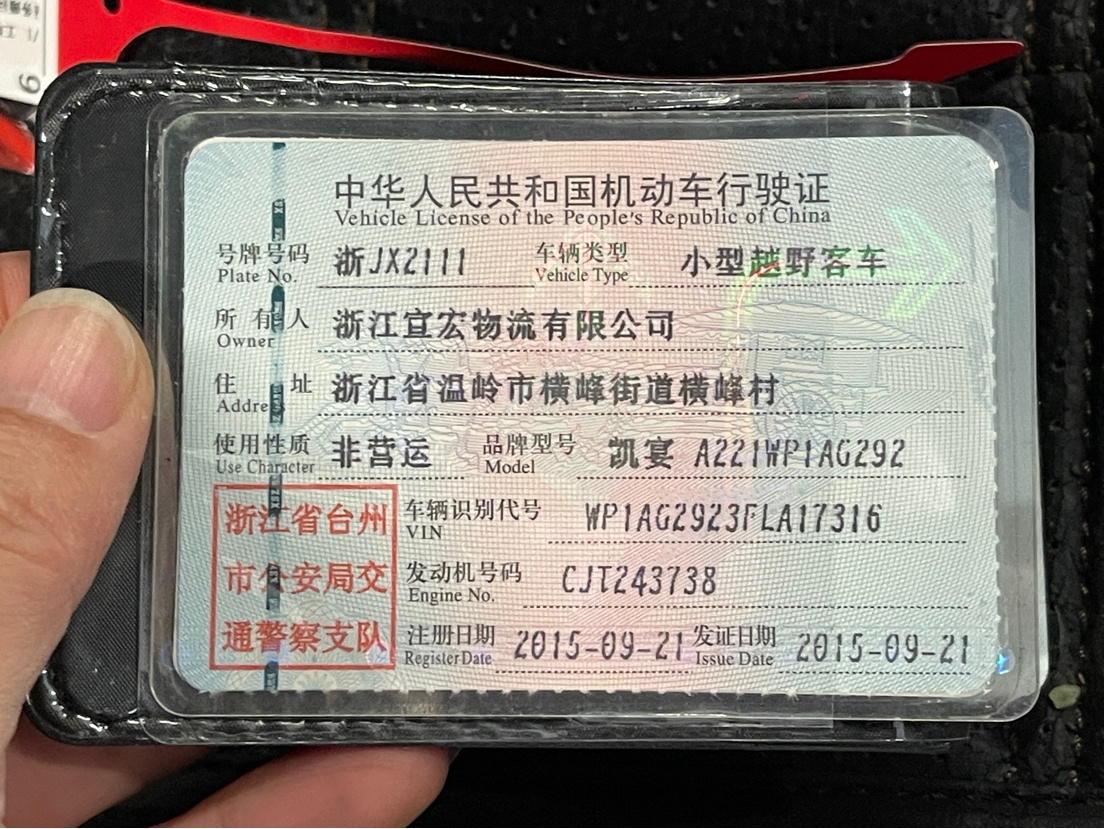 中华人民共和国机动车行驶证
Vehicle License of the People's Republic of China
号牌号码 浙JX2111 车辆类型 小型越野客车
Plate No. Vehicle Type
所有人 浙江宣宏物流有限公司
Owner
住址 浙江省温岭市横峰街道横峰村
Address
使用性质 非营运 品牌型号 凯宴 A221WP1AG292
Use Character Model
浙江省台州
市公安局交
通警察支队
车辆识别代号 WP1AG2923FLA17316
VIN
发动机号码 CJT243738
Engine No.
注册日期 2015-09-21 发证日期 2015-09-21
Register Date Issue Date